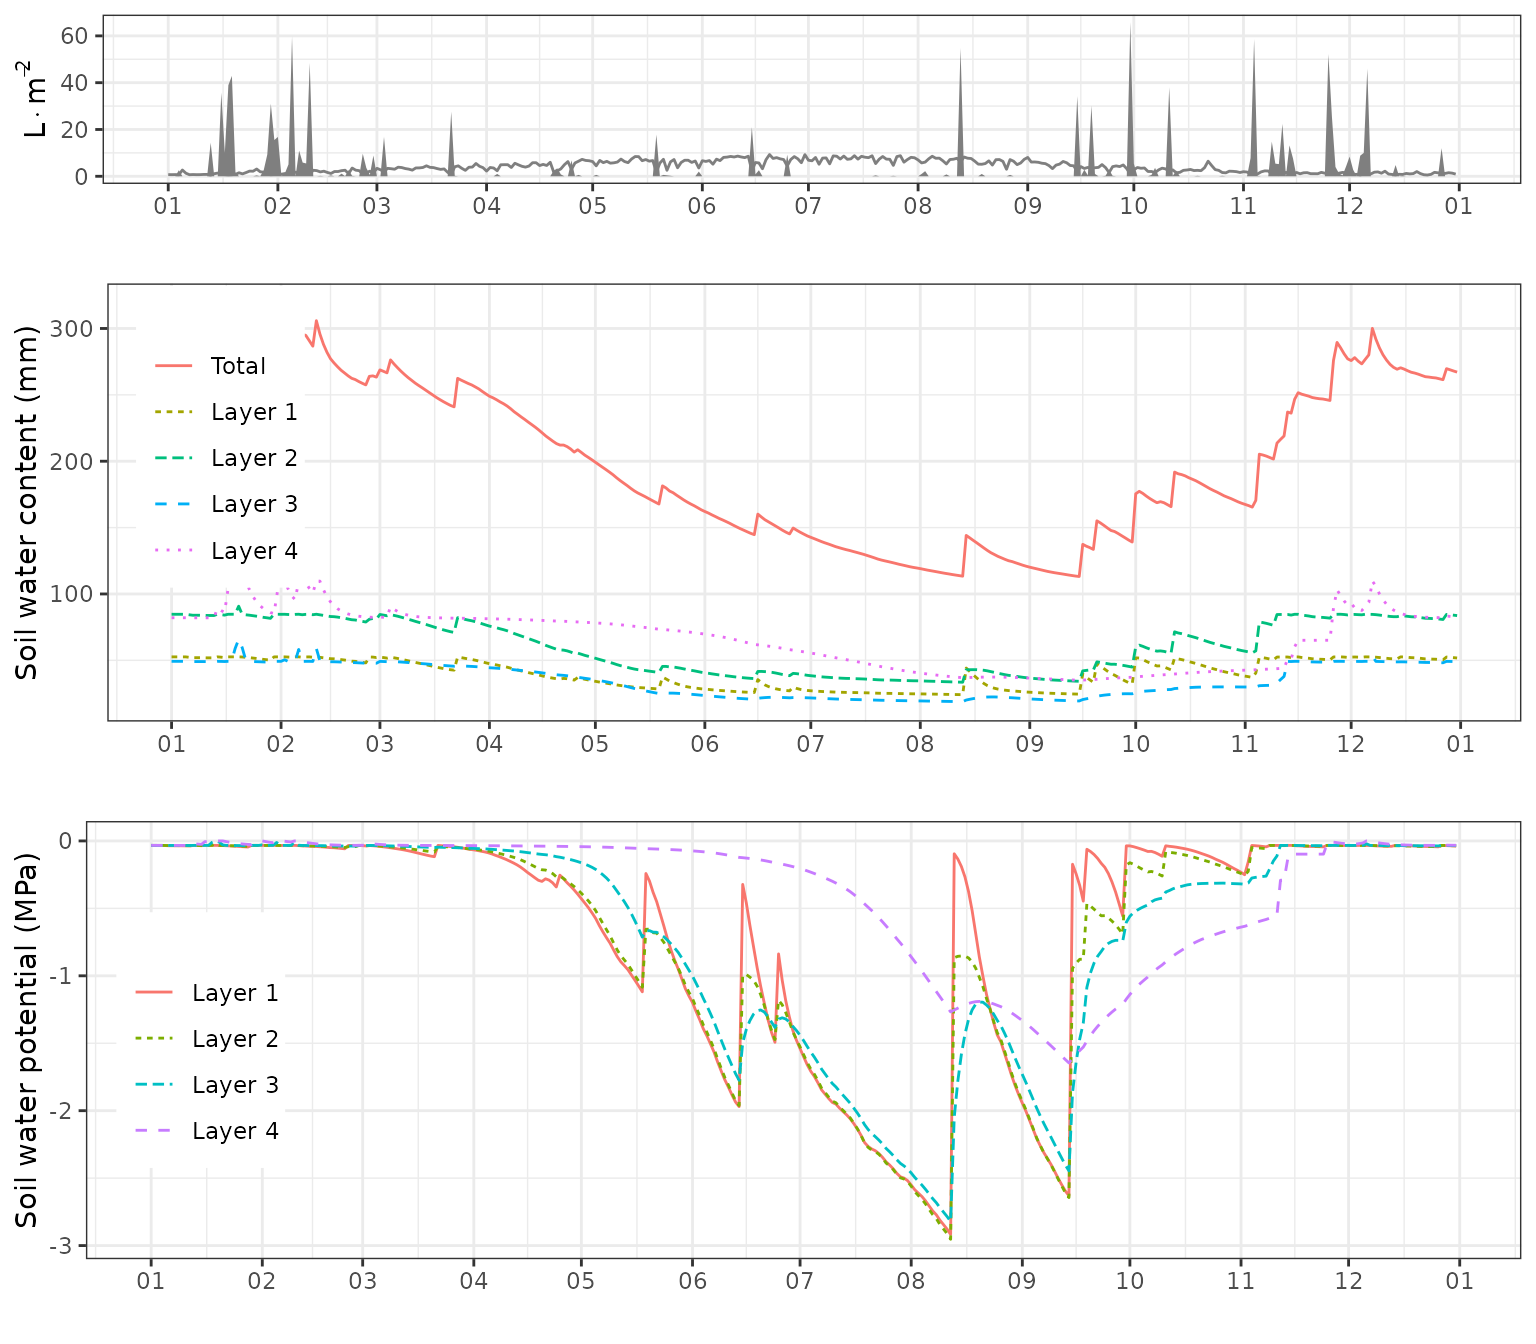 L · m⁻²
60
40
20
0
01 02 03 04 05 06 07 08 09 10 11 12 01
Soil water content (mm)
300
200
100
Total
Layer 1
Layer 2
Layer 3
Layer 4
01 02 03 04 05 06 07 08 09 10 11 12 01
Soil water potential (MPa)
0
-1
-2
-3
Layer 1
Layer 2
Layer 3
Layer 4
01 02 03 04 05 06 07 08 09 10 11 12 01